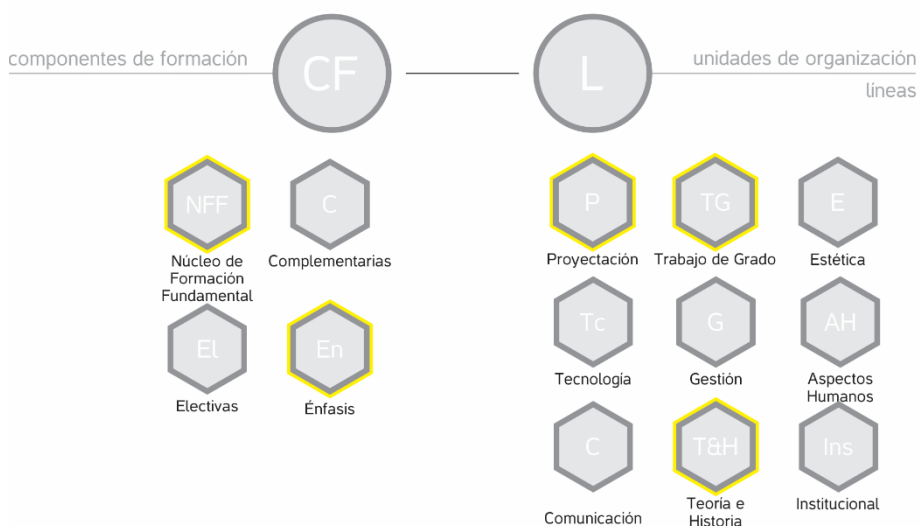 componentes de formación
CF
L
unidades de organización
líneas
NFF
C
Núcleo de
Formación
Fundamental
Complementarias
El
En
Electivas
Énfasis
P
TG
E
Proyectación
Trabajo de Grado
Estética
Tc
G
AH
Tecnología
Gestión
Aspectos
Humanos
C
T&H
Ins
Comunicación
Teoría e
Historia
Institucional